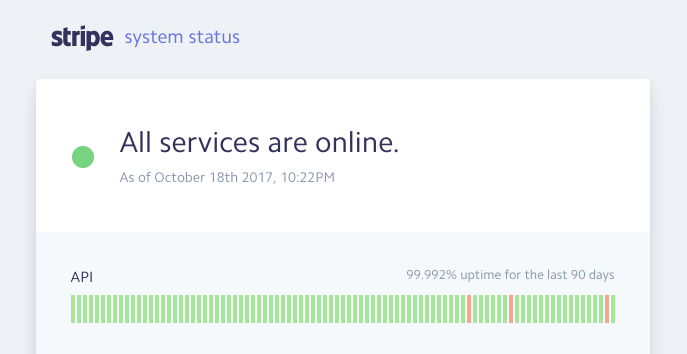 stripe system status
All services are online.
As of October 18th 2017, 10:22PM
API 99.992% uptime for the last 90 days